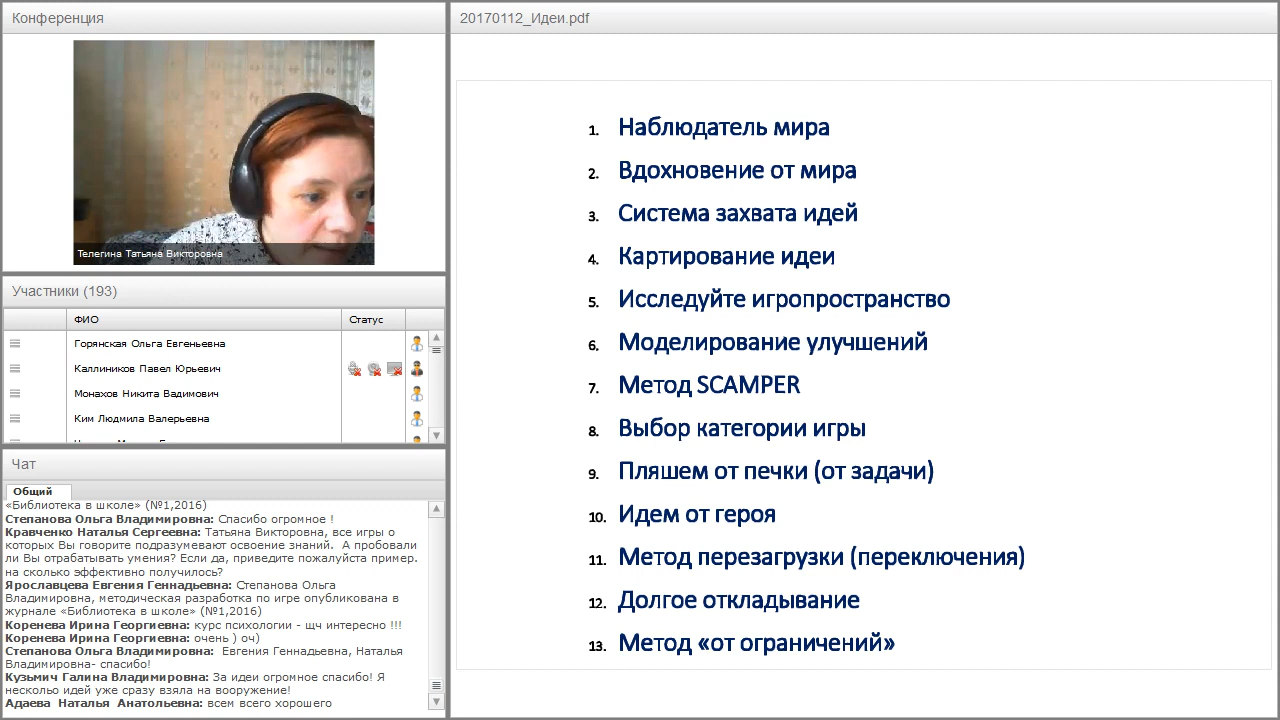 Конференция
Телегина Татьяна Викторовна
Участники (193)
ФИО
Статус
Горянская Ольга Евгеньевна
Каллиников Павел Юрьевич
Монахов Никита Вадимович
Ким Людмила Валерьевна
Чат
Общий
«Библиотека в школе» (№1,2016)
Степанова Ольга Владимировна: Спасибо огромное !
Кравченко Наталья Сергеевна: Татьяна Викторовна, все игры о
которых Вы говорите подразумевают освоение знаний. А пробовали
ли Вы отрабатывать умения? Если да, приведите пожалуйста пример.
на сколько эффективно получилось?
Ярославцева Евгения Геннадьевна: Степанова Ольга
Владимировна, методическая разработка по игре опубликована в
журнале «Библиотека в школе» (№1,2016)
Коренева Ирина Георгиевна: курс психологии - щч интересно !!!
Коренева Ирина Георгиевна: очень ) оч)
Степанова Ольга Владимировна: Евгения Геннадьевна, Наталья
Владимировна- спасибо!
Кузьмич Галина Владимировна: За идеи огромное спасибо! Я
несколько идей уже сразу взяла на вооружение!
Адаева Наталья Анатольевна: всем всего хорошего
20170112_Идеи.pdf
1. Наблюдатель мира
2. Вдохновение от мира
3. Система захвата идей
4. Картирование идеи
5. Исследуйте игропространство
6. Моделирование улучшений
7. Метод SCAMPER
8. Выбор категории игры
9. Пляшем от печки (от задачи)
10. Идем от героя
11. Метод перезагрузки (переключения)
12. Долгое откладывание
13. Метод «от ограничений»